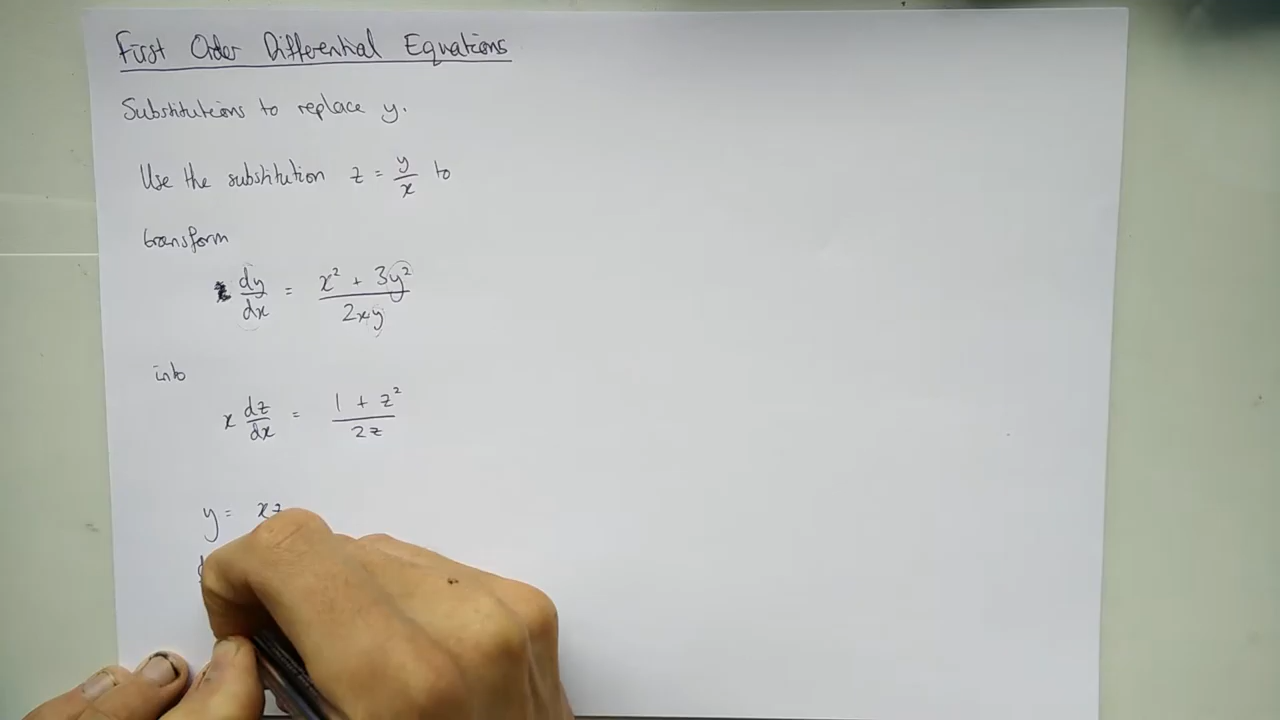 First Order Differential Equations
Substitutions to replace y.
Use the substitution z = y/x to
transform
dy/dx = (x² + 3y²)/(2xy)
into
x dz/dx = (1 + z²)/(2z)
y = xz